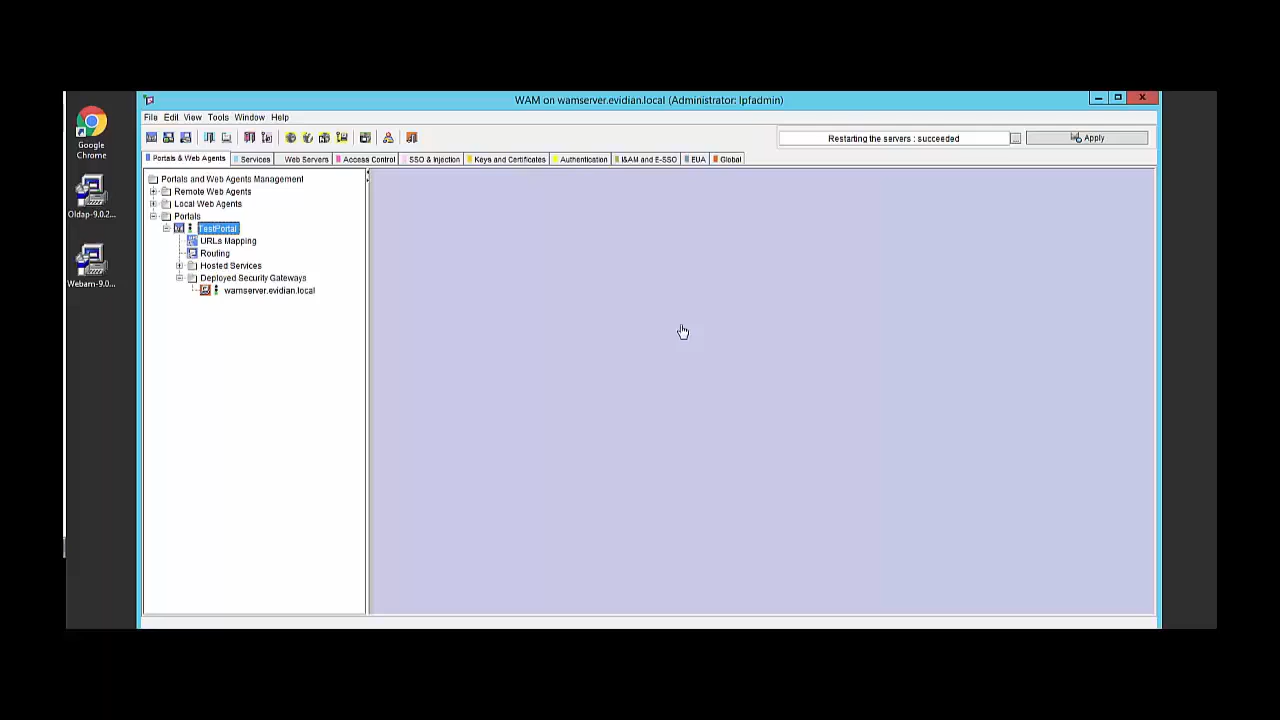 WAM on wamserver.evidian.local (Administrator: lpfadmin)
Google
Chrome
Oldap-9.0.2...
Webam-9.0...
File Edit View Tools Window Help
Restarting the servers : succeeded
... Apply
Portals & Web Agents Services Web Servers Access Control SSO & Injection Keys and Certificates Authentication I&AM and E-SSO EUA Global
Portals and Web Agents Management
Remote Web Agents
Local Web Agents
Portals
TestPortal
URLs Mapping
Routing
Hosted Services
Deployed Security Gateways
wamserver.evidian.local